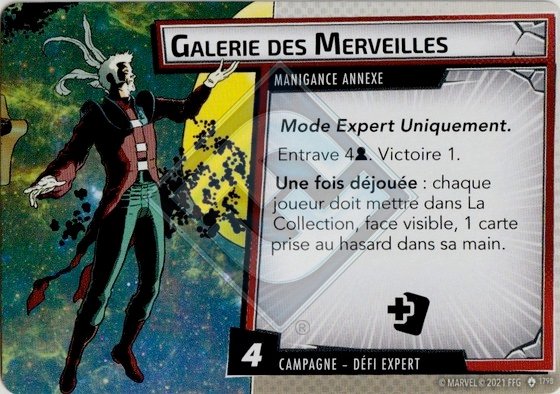 GALERIE DES MERVEILLES
MANIGANCE ANNEXE
Mode Expert Uniquement.
Entrave 4. Victoire 1.
Une fois déjouée : chaque
joueur doit mettre dans La
Collection, face visible, 1 carte
prise au hasard dans sa main.
®
4
CAMPAGNE – DÉFI EXPERT
© MARVEL © 2021 FFG 179B